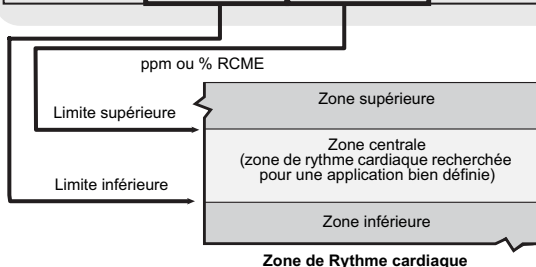 ppm ou % RCME
Zone supérieure
Limite supérieure
Zone centrale
(zone de rythme cardiaque recherchée
pour une application bien définie)
Limite inférieure
Zone inférieure
Zone de Rythme cardiaque